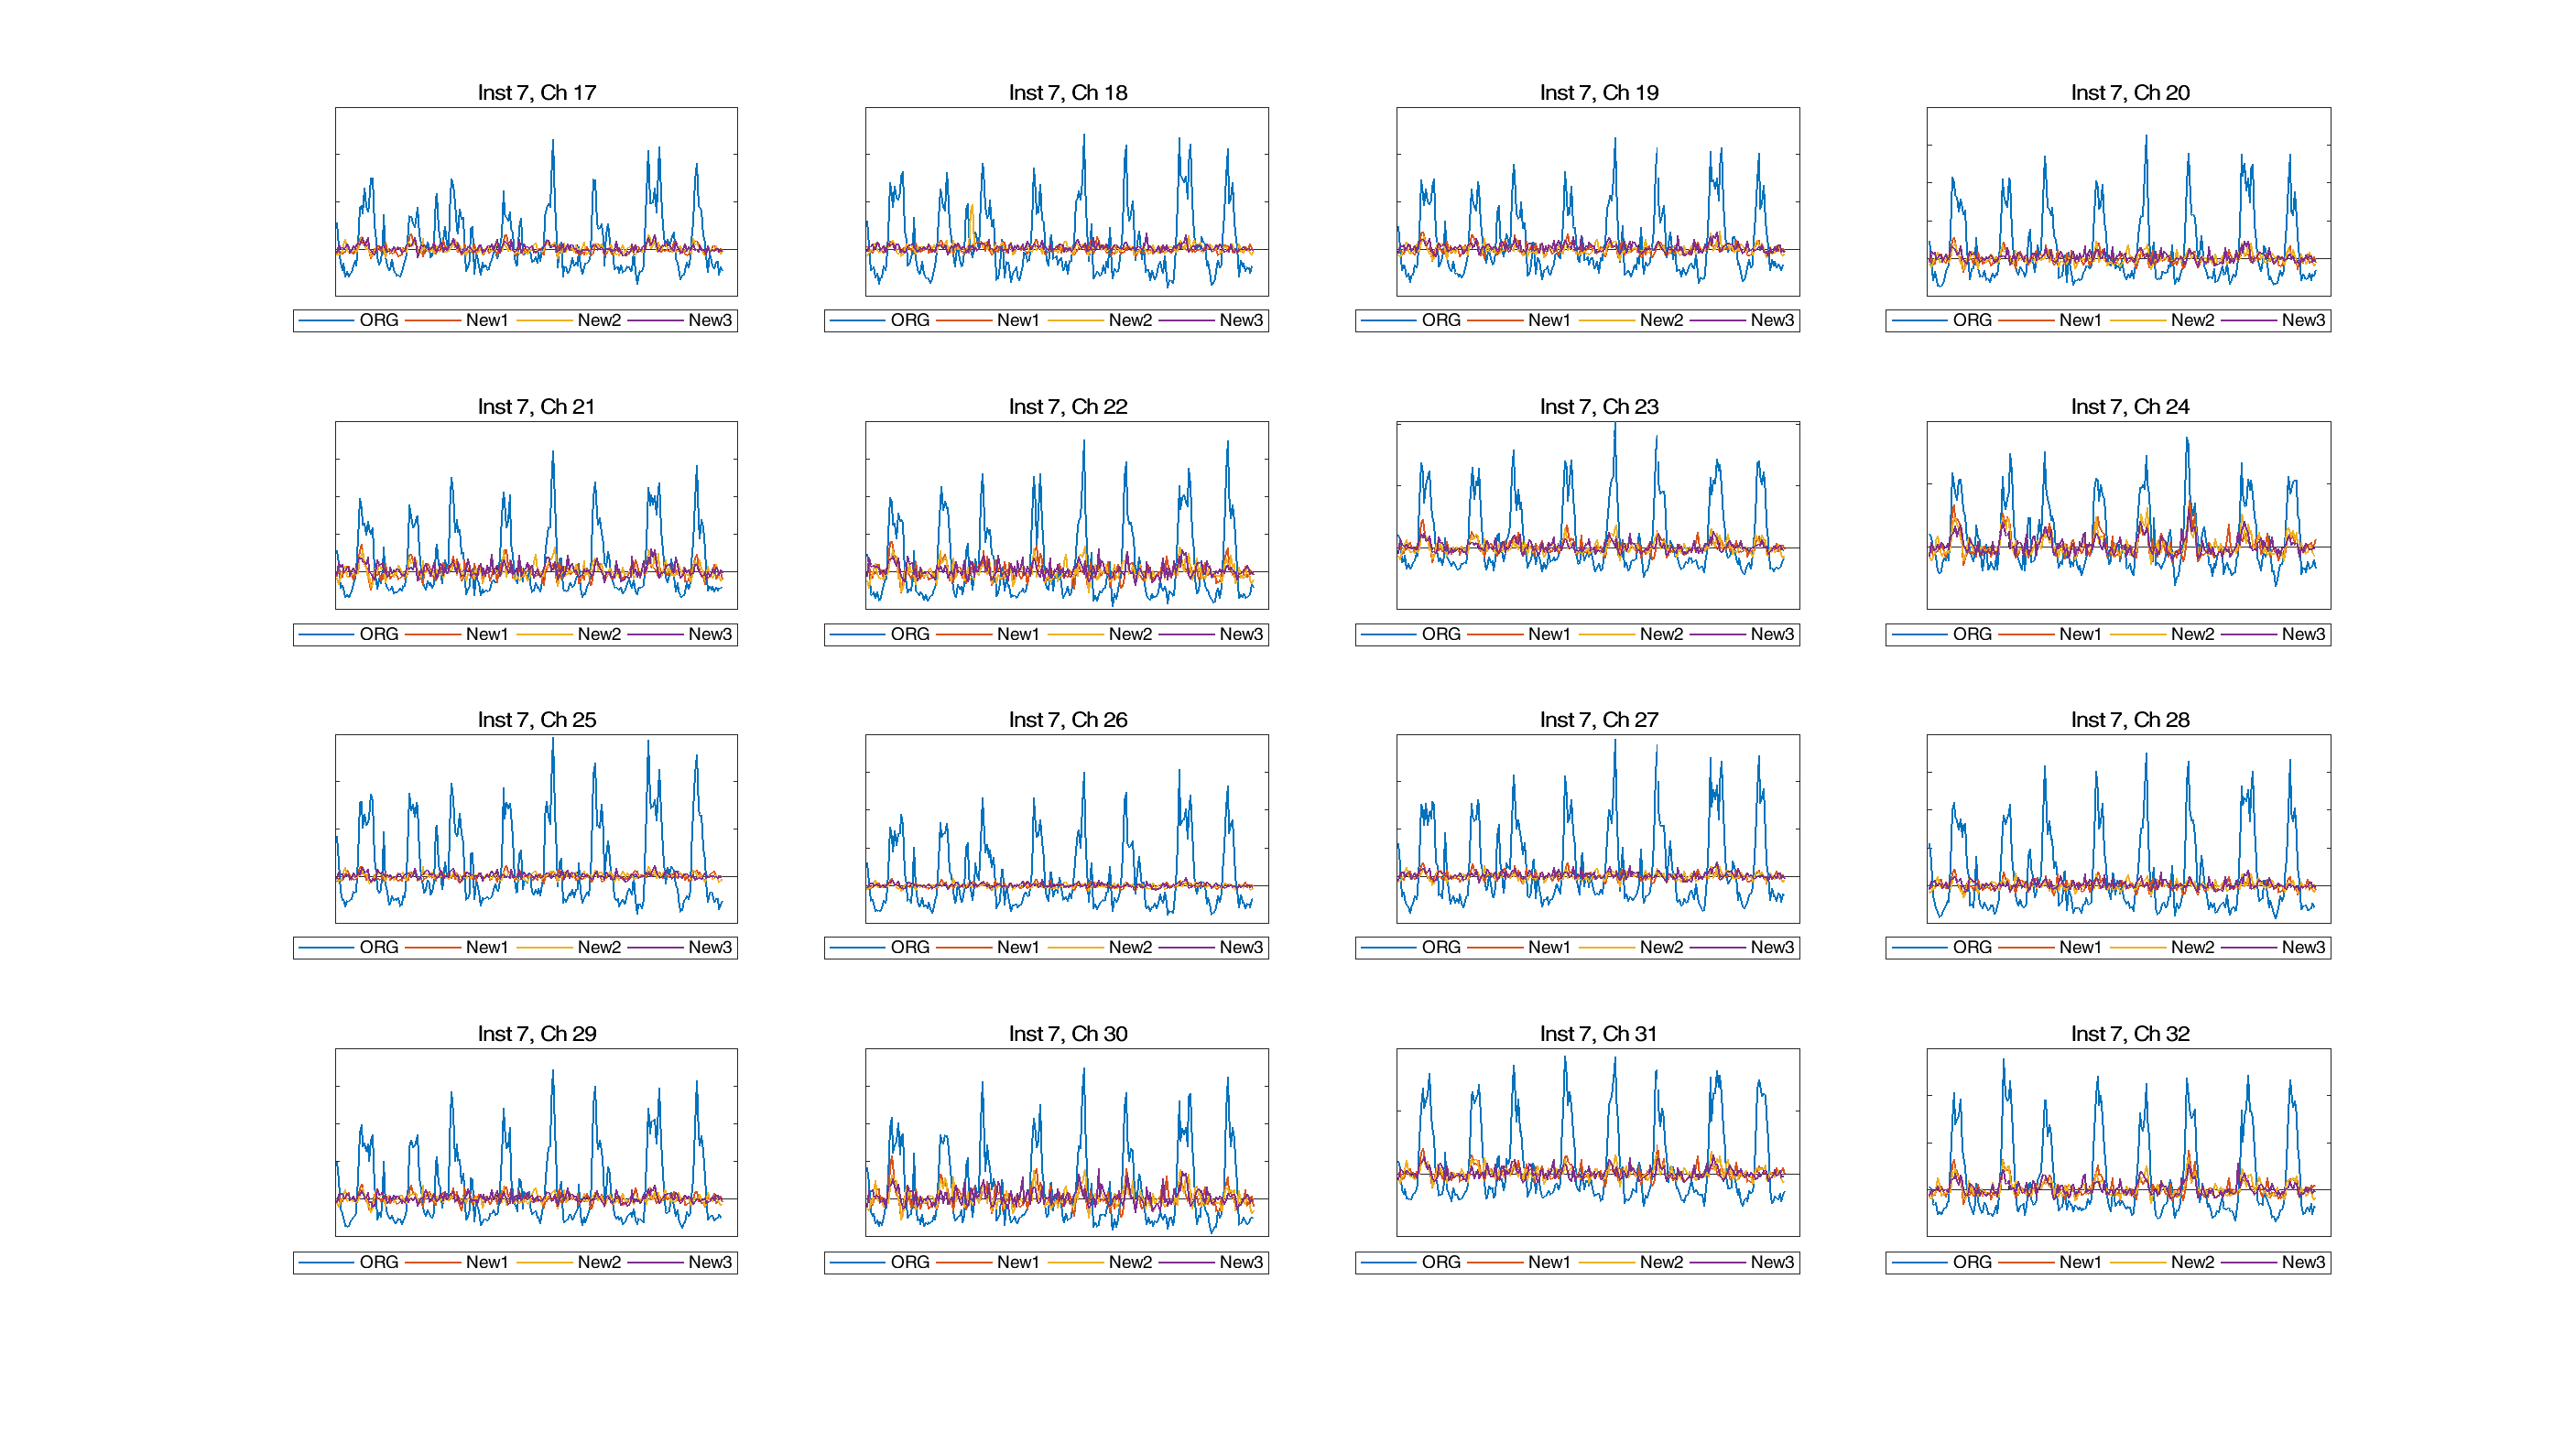 Inst 7, Ch 17
Inst 7, Ch 18
Inst 7, Ch 19
Inst 7, Ch 20
ORG New1 New2 New3
ORG New1 New2 New3
ORG New1 New2 New3
ORG New1 New2 New3
Inst 7, Ch 21
Inst 7, Ch 22
Inst 7, Ch 23
Inst 7, Ch 24
ORG New1 New2 New3
ORG New1 New2 New3
ORG New1 New2 New3
ORG New1 New2 New3
Inst 7, Ch 25
Inst 7, Ch 26
Inst 7, Ch 27
Inst 7, Ch 28
ORG New1 New2 New3
ORG New1 New2 New3
ORG New1 New2 New3
ORG New1 New2 New3
Inst 7, Ch 29
Inst 7, Ch 30
Inst 7, Ch 31
Inst 7, Ch 32
ORG New1 New2 New3
ORG New1 New2 New3
ORG New1 New2 New3
ORG New1 New2 New3